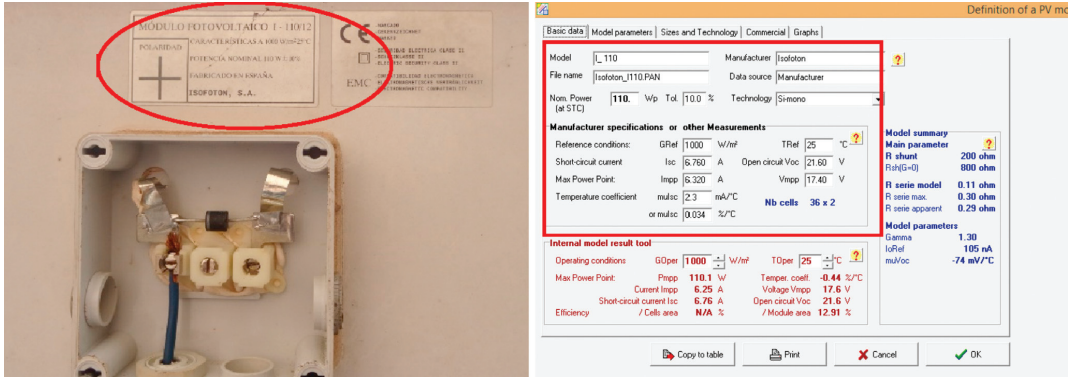 MÓDULO FOTOVOLTAICO I - 110/12
POLARIDAD
CARACTERÍSTICAS A 1000 W/m² 25°C
POTENCIA NOMINAL 110 W ± 10%
FABRICADO EN ESPAÑA
ISOFOTON, S.A.
CE
EMC
Definition of a PV mo
Basic data Model parameters Sizes and Technology Commercial Graphs
Model I_ 110 Manufacturer Isofoton ?
File name Isofoton_I110.PAN Data source Manufacturer
Nom. Power 110. Wp Tol. 10.0 % Technology Si-mono
(at STC)
Manufacturer specifications or other Measurements
Reference conditions: GRef 1000 W/m² TRef 25 °C ?
Short-circuit current Isc 6.760 A Open circuit Voc 21.60 V
Max Power Point: Impp 6.320 A Vmpp 17.40 V
Temperature coefficient mulsc 2.3 mA/°C Nb cells 36 x 2
or mulsc 0.034 %/°C
Internal model result tool
Operating conditions GOper 1000 W/m² TOper 25 °C ?
Max Power Point: Pmpp 110.1 W Temper. coeff. -0.44 %/°C
Current Impp 6.25 A Voltage Vmpp 17.6 V
Short-circuit current Isc 6.76 A Open circuit Voc 21.6 V
Efficiency / Cells area N/A % / Module area 12.91 %
Model summary
Main parameter ?
R shunt 200 ohm
Rsh(G=0) 800 ohm
R serie model 0.11 ohm
R serie max. 0.30 ohm
R serie apparent 0.29 ohm
Model parameters
Gamma 1.30
IoRef 105 nA
muVoc -74 mV/°C
Copy to table Print Cancel OK